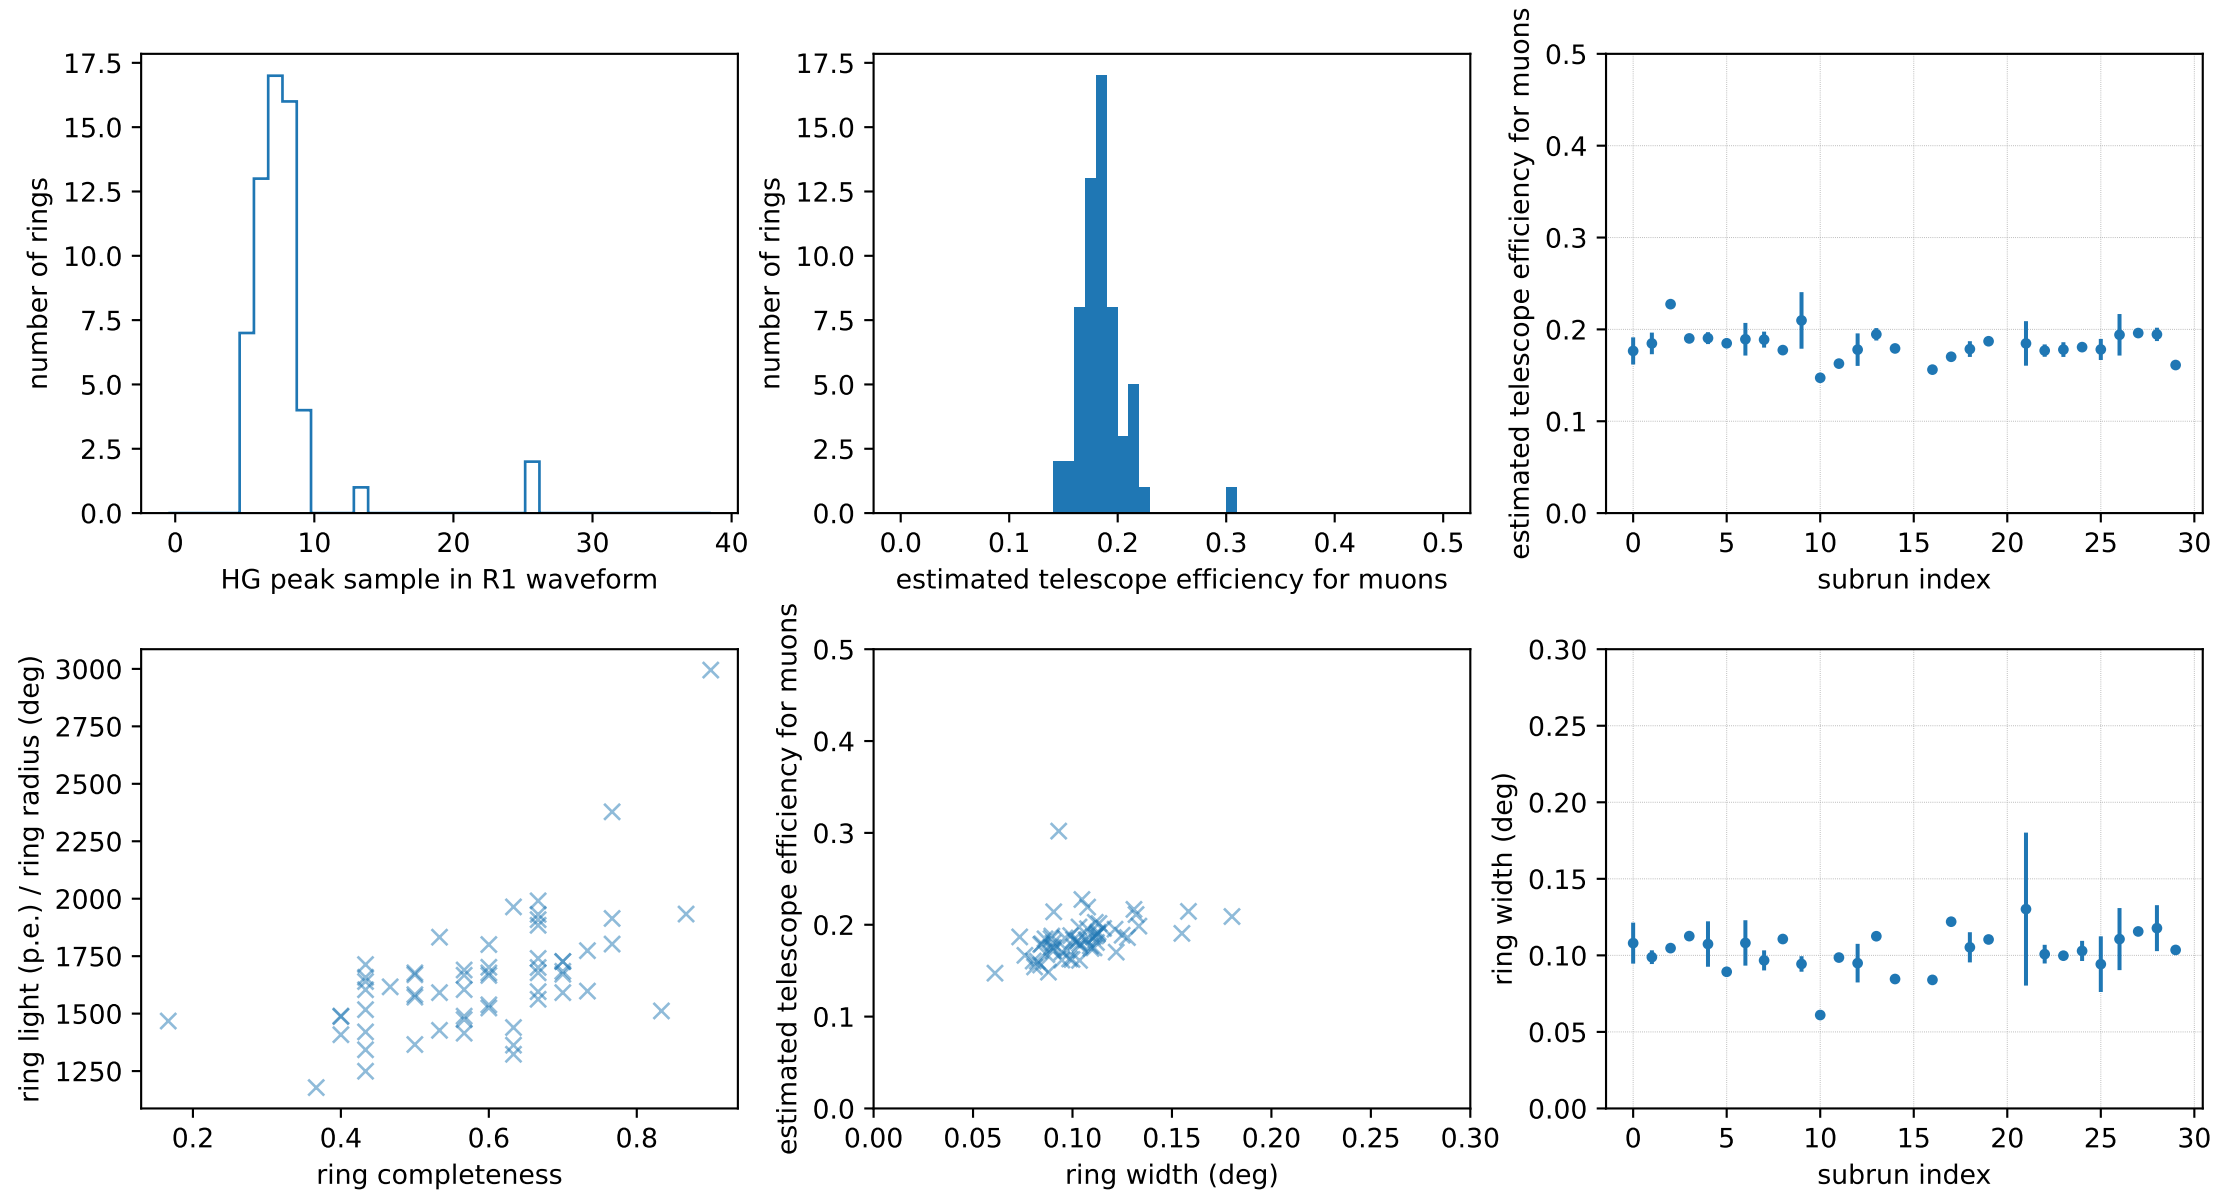 17.5
15.0
12.5
10.0
7.5
5.0
2.5
0.0
number of rings
0 10 20 30 40
HG peak sample in R1 waveform
17.5
15.0
12.5
10.0
7.5
5.0
2.5
0.0
number of rings
0.0 0.1 0.2 0.3 0.4 0.5
estimated telescope efficiency for muons
0.5
0.4
0.3
0.2
0.1
0.0
estimated telescope efficiency for muons
0 5 10 15 20 25 30
subrun index
3000
2750
2500
2250
2000
1750
1500
1250
ring light (p.e.) / ring radius (deg)
0.2 0.4 0.6 0.8
ring completeness
0.5
0.4
0.3
0.2
0.1
0.0
estimated telescope efficiency for muons
0.00 0.05 0.10 0.15 0.20 0.25 0.30
ring width (deg)
0.30
0.25
0.20
0.15
0.10
0.05
0.00
ring width (deg)
0 5 10 15 20 25 30
subrun index